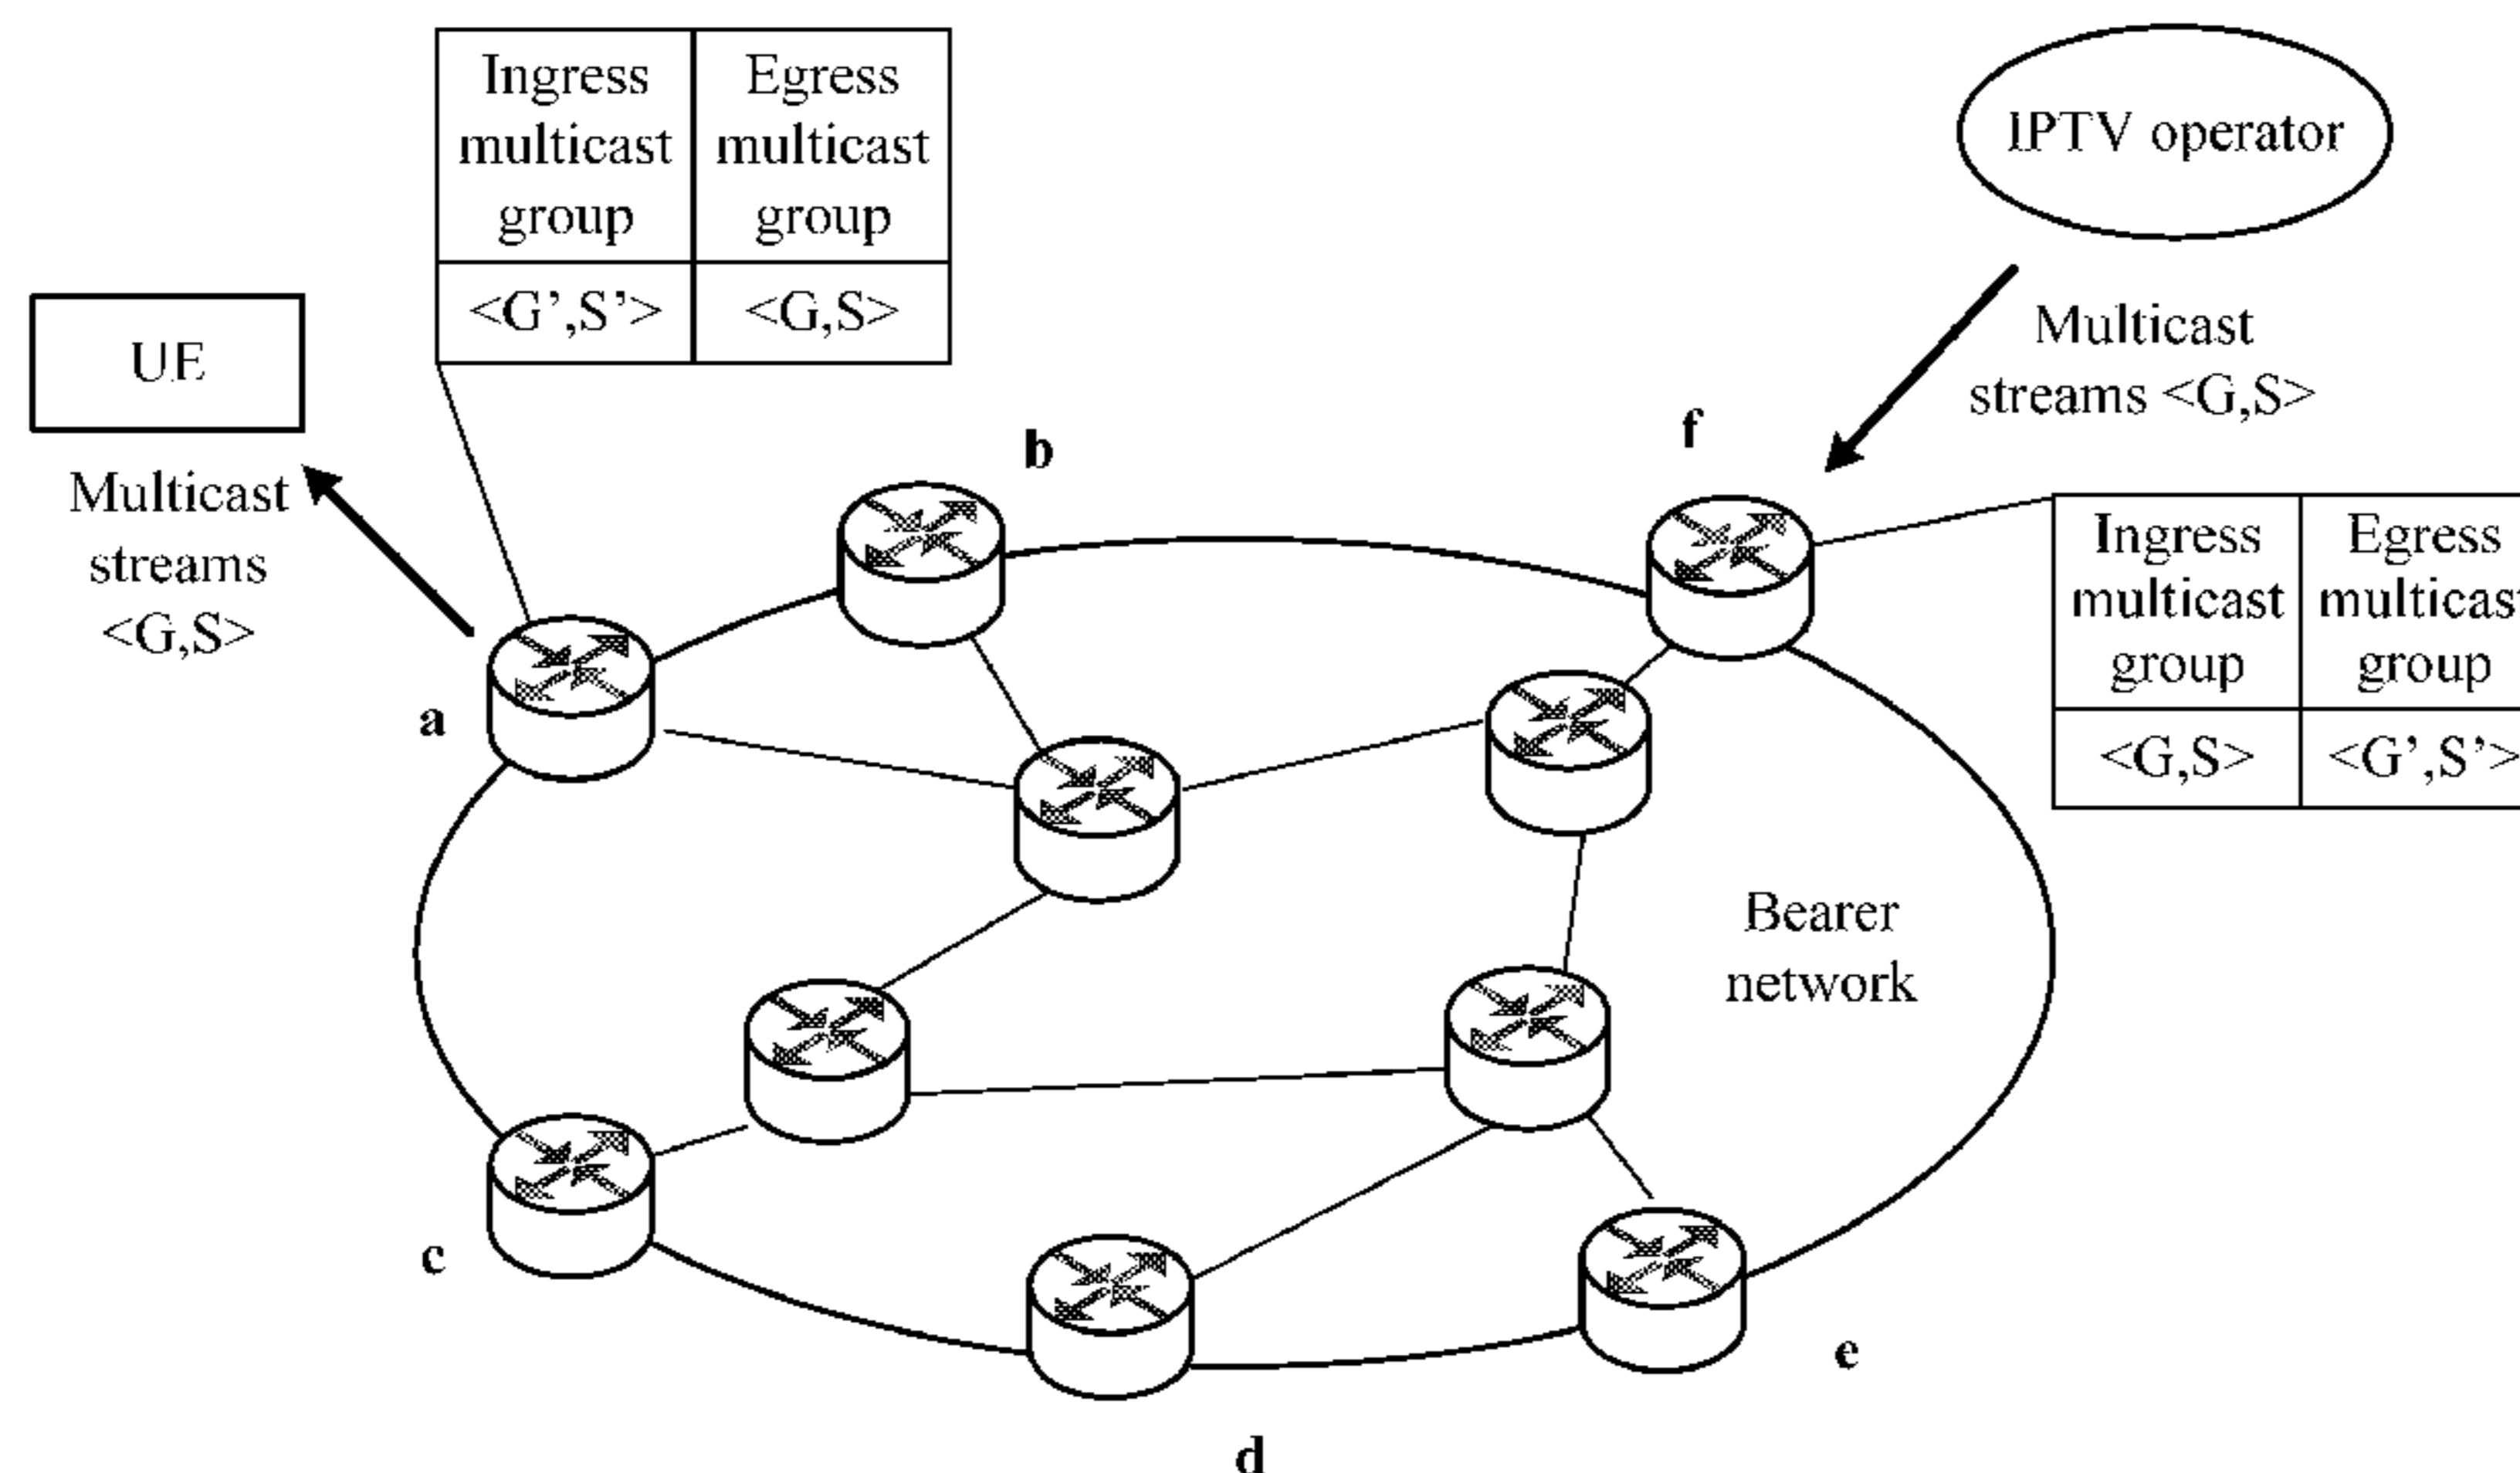 Ingress
multicast
group
Egress
multicast
group
<G’,S’>
<G,S>
IPTV operator
UE
Multicast
streams <G,S>
Multicast
streams
<G,S>
b
f
a
Ingress
multicast
group
Egress
multicast
group
<G,S>
<G’,S’>
Bearer
network
c
e
d